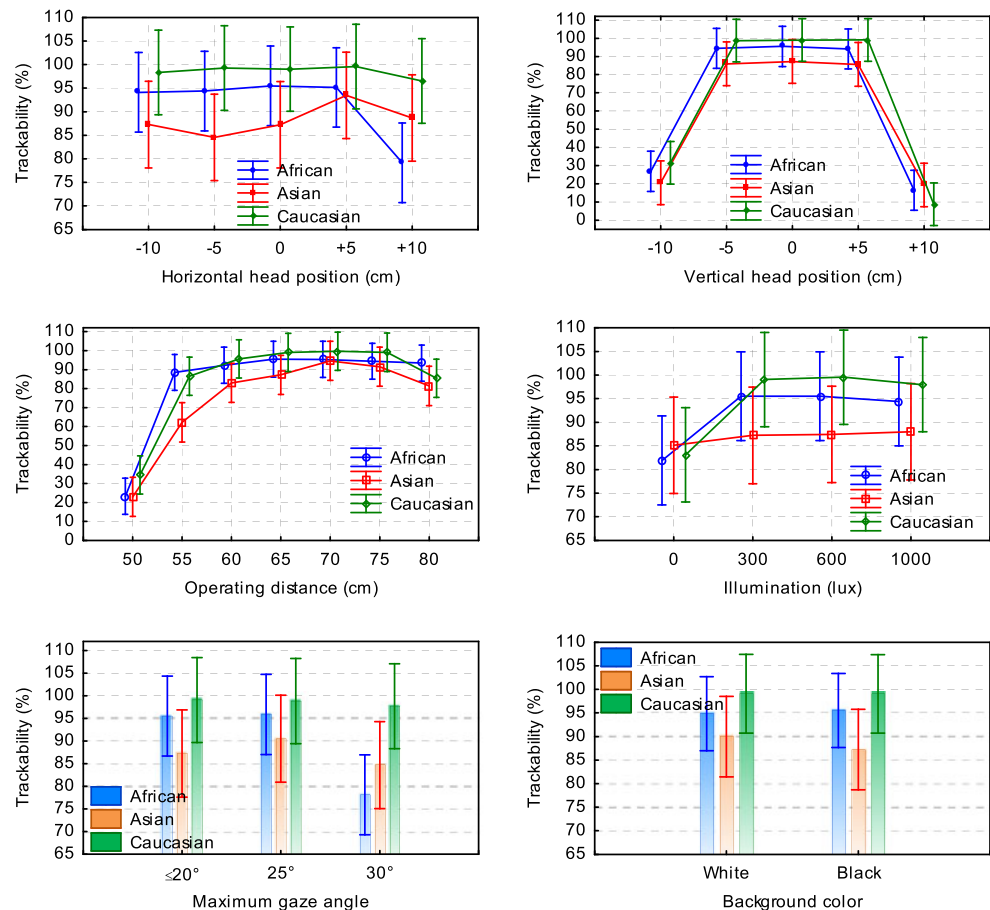 110
105
100
95
90
85
80
75
70
65
Trackability (%)
African
Asian
Caucasian
-10 -5 0 +5 +10
Horizontal head position (cm)
110
100
90
80
70
60
50
40
30
20
10
0
Trackability (%)
African
Asian
Caucasian
-10 -5 0 +5 +10
Vertical head position (cm)
110
100
90
80
70
60
50
40
30
20
10
0
Trackability (%)
African
Asian
Caucasian
50 55 60 65 70 75 80
Operating distance (cm)
110
105
100
95
90
85
80
75
70
65
Trackability (%)
African
Asian
Caucasian
0 300 600 1000
Illumination (lux)
110
105
100
95
90
85
80
75
70
65
Trackability (%)
African
Asian
Caucasian
≤20° 25° 30°
Maximum gaze angle
110
105
100
95
90
85
80
75
70
65
Trackability (%)
African
Asian
Caucasian
White Black
Background color